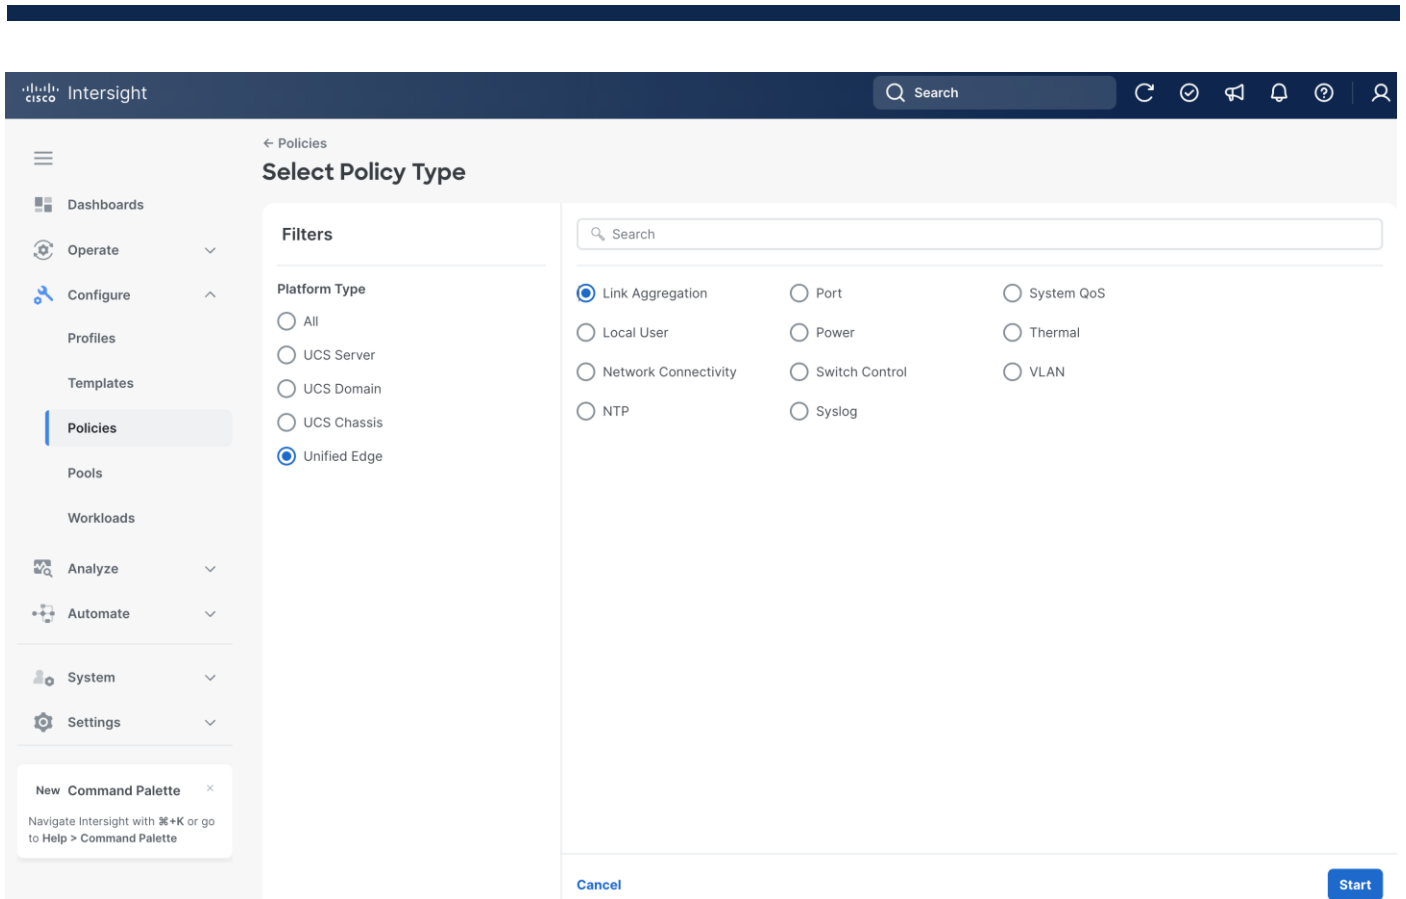 cisco Intersight
Search
← Policies
Select Policy Type
Dashboards
Operate
Configure
Profiles
Templates
Policies
Pools
Workloads
Analyze
Automate
System
Settings
New Command Palette ×
Navigate Intersight with ⌘+K or go
to Help > Command Palette
Filters
Platform Type
All
UCS Server
UCS Domain
UCS Chassis
Unified Edge
Search
Link Aggregation Port System QoS
Local User Power Thermal
Network Connectivity Switch Control VLAN
NTP Syslog
Cancel Start